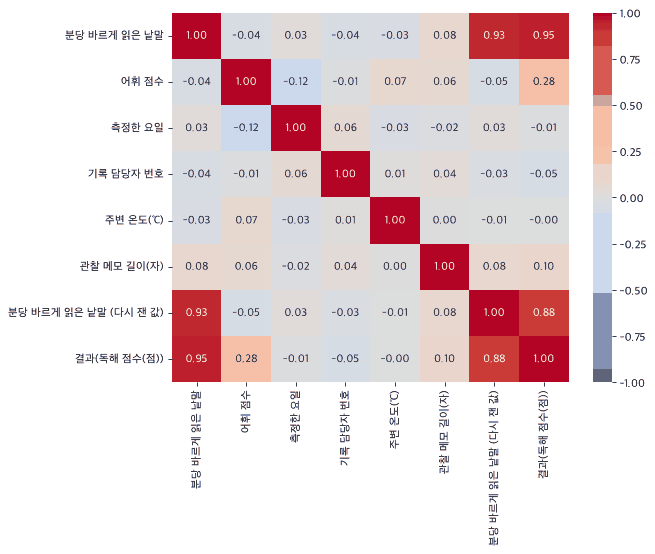 분당 바르게 읽은 낱말 1.00 -0.04 0.03 -0.04 -0.03 0.08 0.93 0.95
어휘 점수 -0.04 1.00 -0.12 -0.01 0.07 0.06 -0.05 0.28
측정한 요일 0.03 -0.12 1.00 0.06 -0.03 -0.02 0.03 -0.01
기록 담당자 번호 -0.04 -0.01 0.06 1.00 0.01 0.04 -0.03 -0.05
주변 온도(℃) -0.03 0.07 -0.03 0.01 1.00 0.00 -0.01 -0.00
관찰 메모 길이(자) 0.08 0.06 -0.02 0.04 0.00 1.00 0.08 0.10
분당 바르게 읽은 낱말 (다시 잰 값) 0.93 -0.05 0.03 -0.03 -0.01 0.08 1.00 0.88
결과(독해 점수(점)) 0.95 0.28 -0.01 -0.05 -0.00 0.10 0.88 1.00
분당 바르게 읽은 낱말
어휘 점수
측정한 요일
기록 담당자 번호
주변 온도(℃)
관찰 메모 길이(자)
분당 바르게 읽은 낱말 (다시 잰 값)
결과(독해 점수(점))
1.00
0.75
0.50
0.25
0.00
-0.25
-0.50
-0.75
-1.00